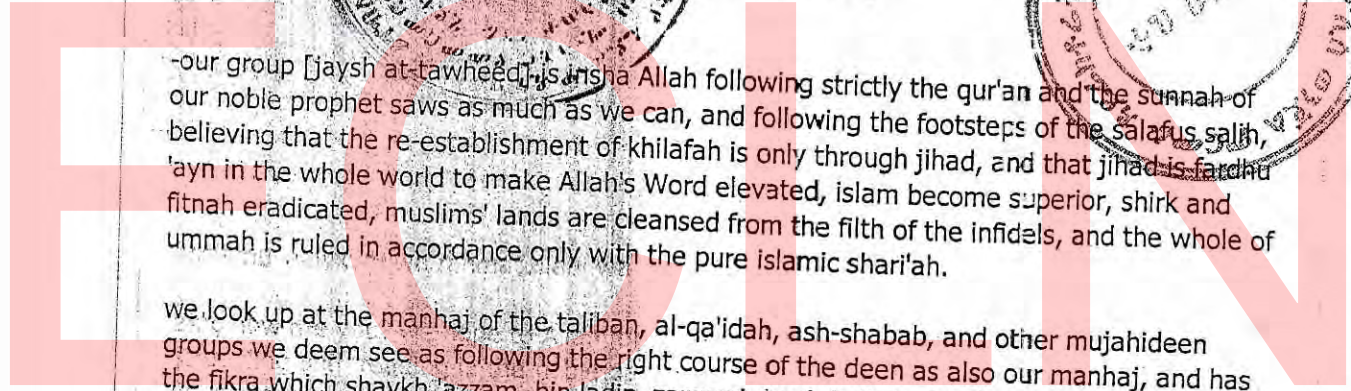 ECLN
-our group [jaysh at-tawheed] is insha Allah following strictly the qur'an and the sunnah of
our noble prophet saws as much as we can, and following the footsteps of the salafus salih,
believing that the re-establishment of khilafah is only through jihad, and that jihad is fardhu
'ayn in the whole world to make Allah's Word elevated, islam become superior, shirk and
fitnah eradicated, muslims' lands are cleansed from the filth of the infidels, and the whole of
ummah is ruled in accordance only with the pure islamic shari'ah.
we look up at the manhaj of the taliban, al-qa'idah, ash-shabab, and other mujahideen
groups we deem see as following the right course of the deen as also our manhaj, and has
the fikra which shaykh 'azzam, bin ladin